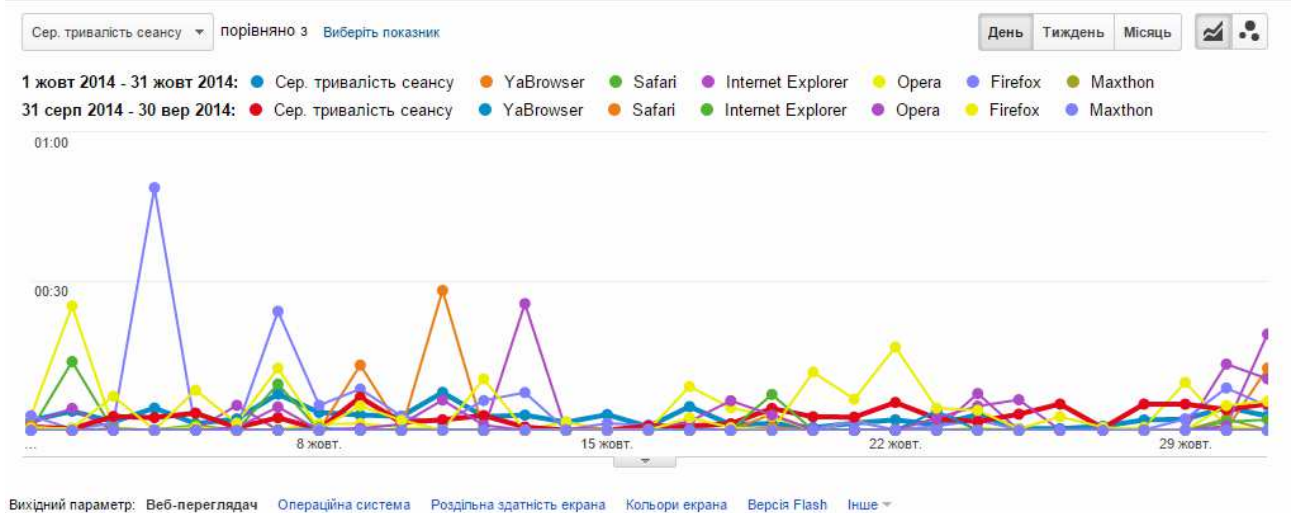 Сер. тривалість сеансу порівняно з Виберіть показник День Тиждень Місяць
1 жовт 2014 - 31 жовт 2014: Сер. тривалість сеансу YaBrowser Safari Internet Explorer Opera Firefox Maxthon
31 серп 2014 - 30 вер 2014: Сер. тривалість сеансу YaBrowser Safari Internet Explorer Opera Firefox Maxthon
01:00
00:30
... 8 жовт. 15 жовт. 22 жовт. 29 жовт.
Вихідний параметр: Веб-переглядач Операційна система Роздільна здатність екрана Кольори екрана Версія Flash Інше